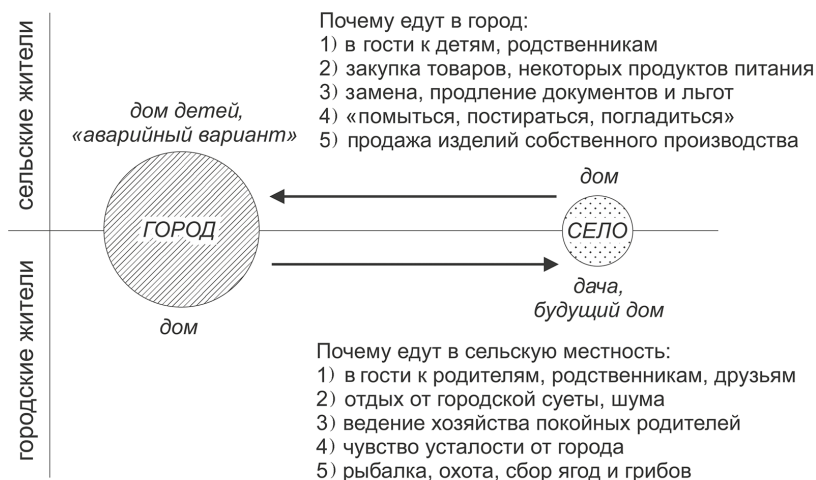 Почему едут в город:
1) в гости к детям, родственникам
2) закупка товаров, некоторых продуктов питания
3) замена, продление документов и льгот
4) «помыться, постираться, погладиться»
5) продажа изделий собственного производства
сельские жители
дом детей,
«аварийный вариант»
дом
ГОРОД
СЕЛО
дача,
будущий дом
дом
городские жители
Почему едут в сельскую местность:
1) в гости к родителям, родственникам, друзьям
2) отдых от городской суеты, шума
3) ведение хозяйства покойных родителей
4) чувство усталости от города
5) рыбалка, охота, сбор ягод и грибов